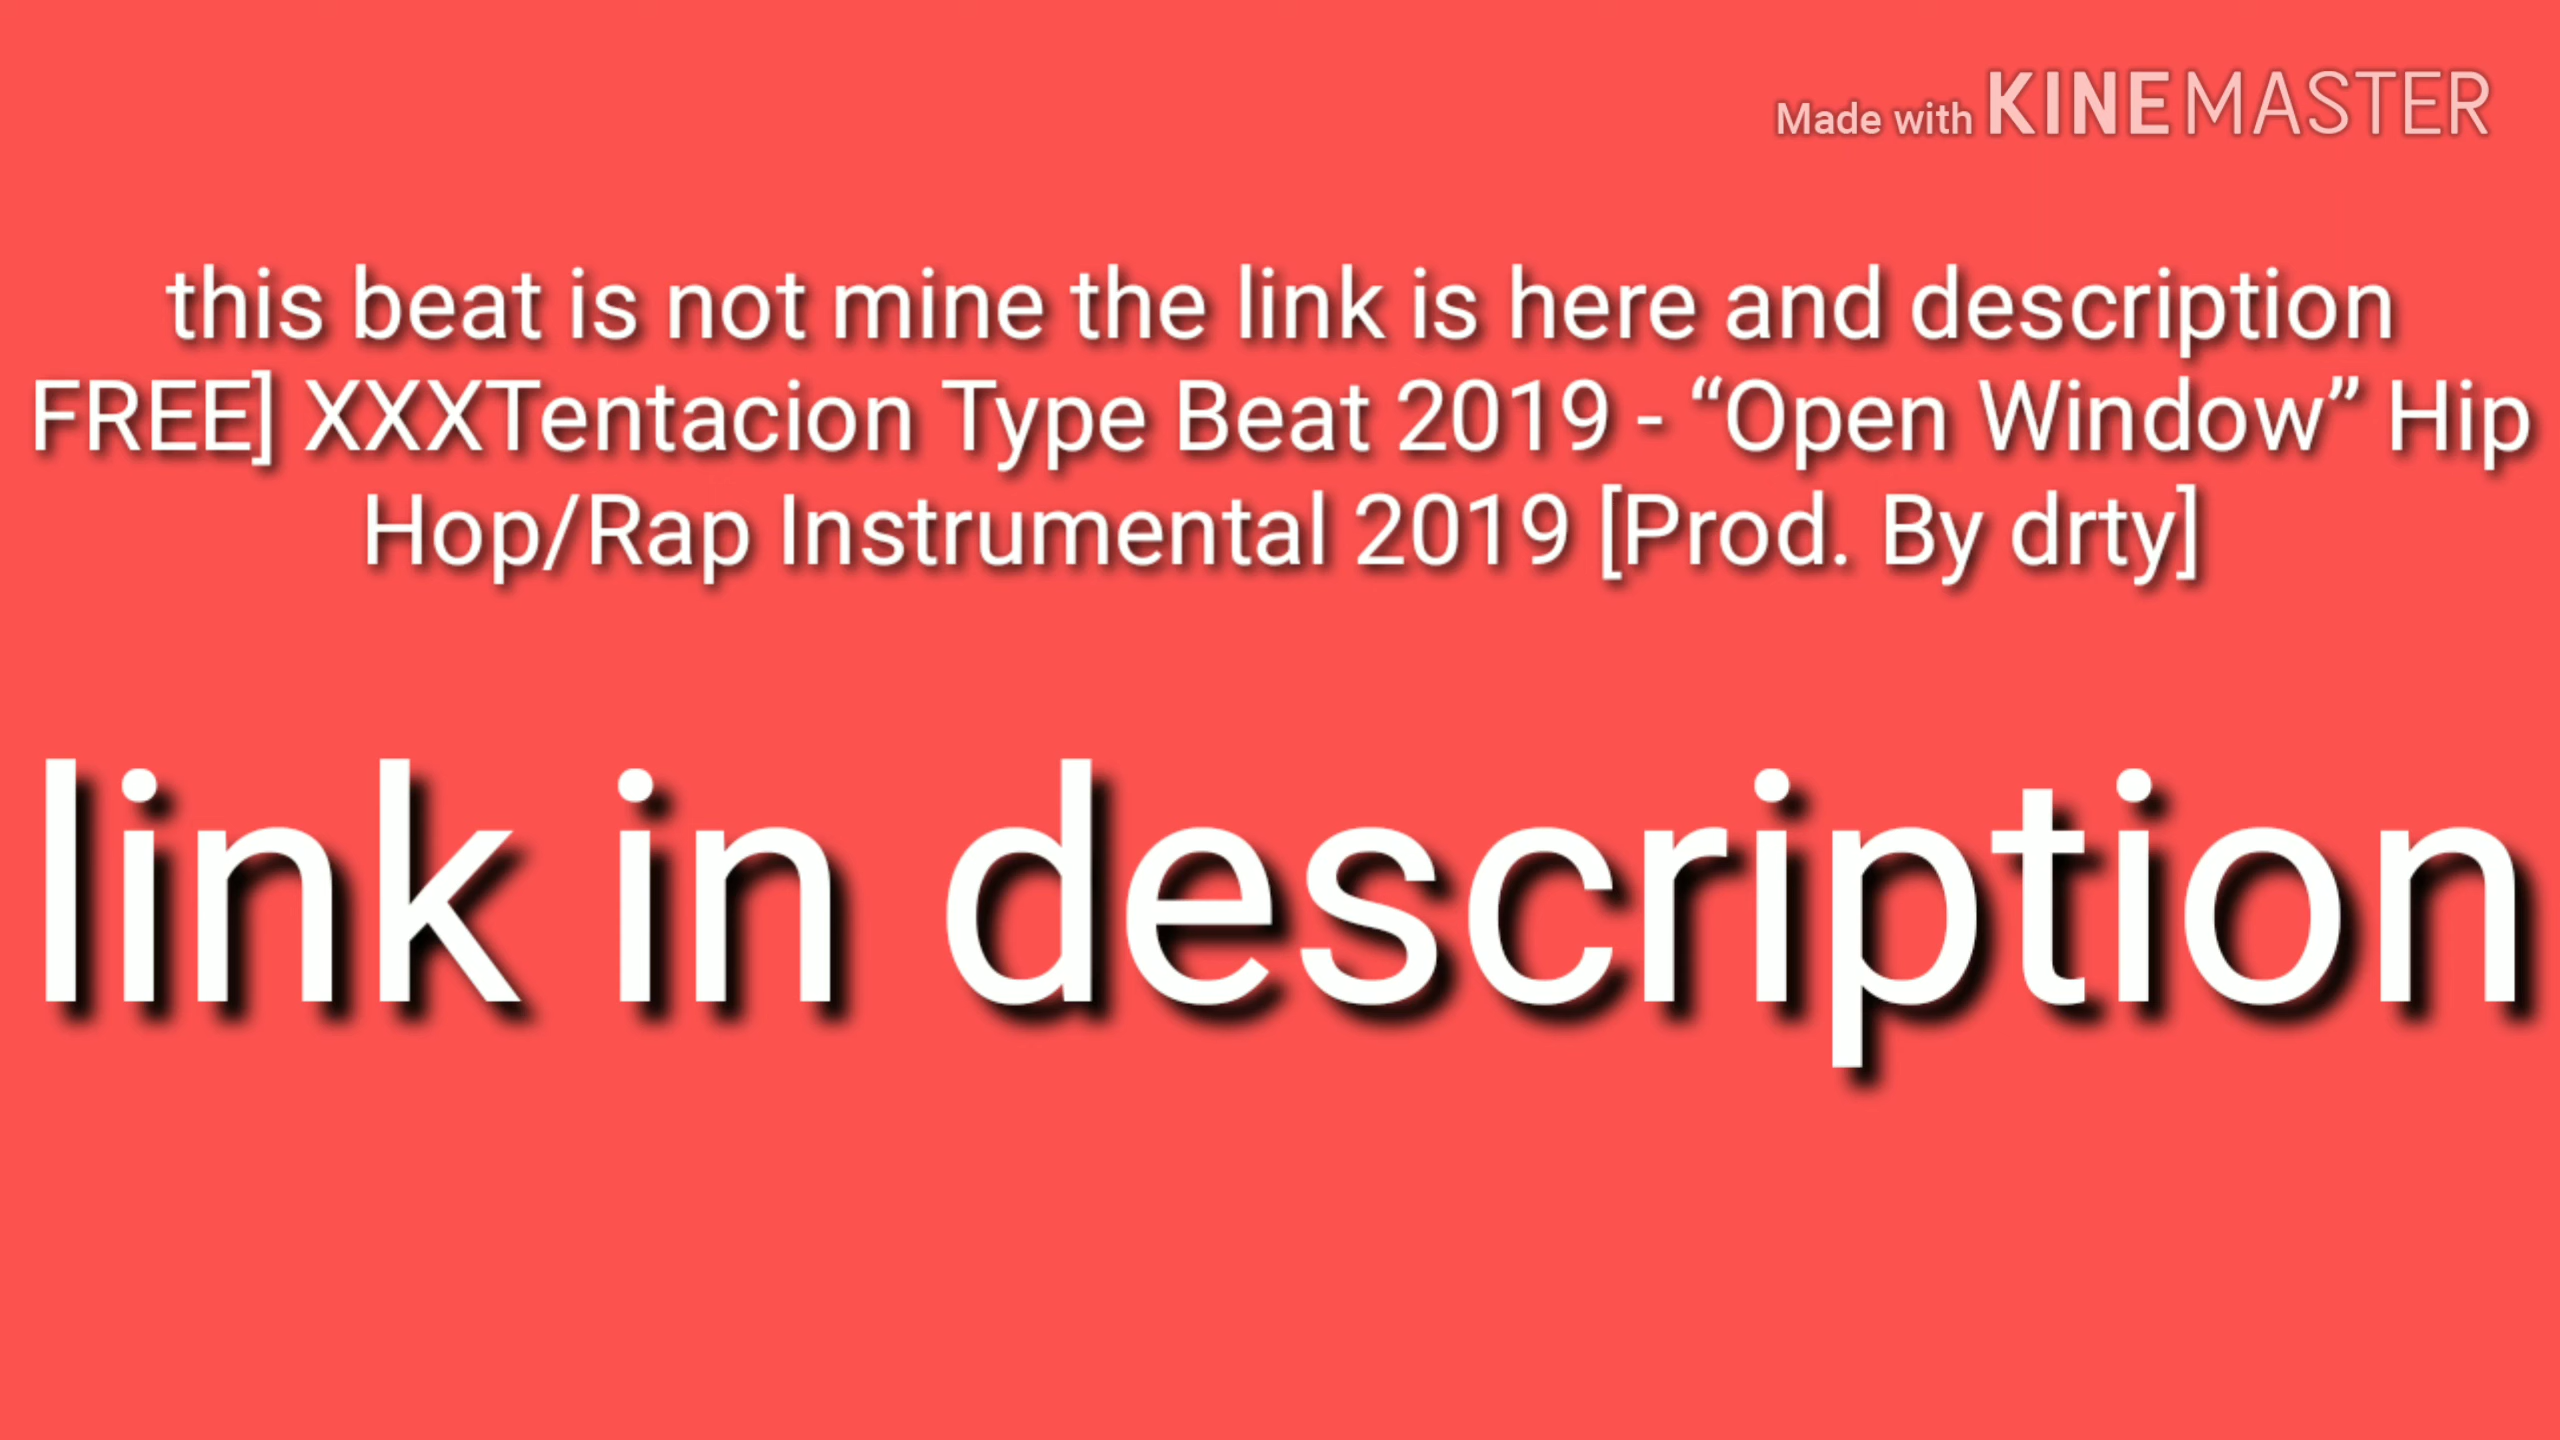 Made with KINEMASTER
this beat is not mine the link is here and description
FREE] XXXTentacion Type Beat 2019 - “Open Window” Hip
Hop/Rap Instrumental 2019 [Prod. By drty]
link in description